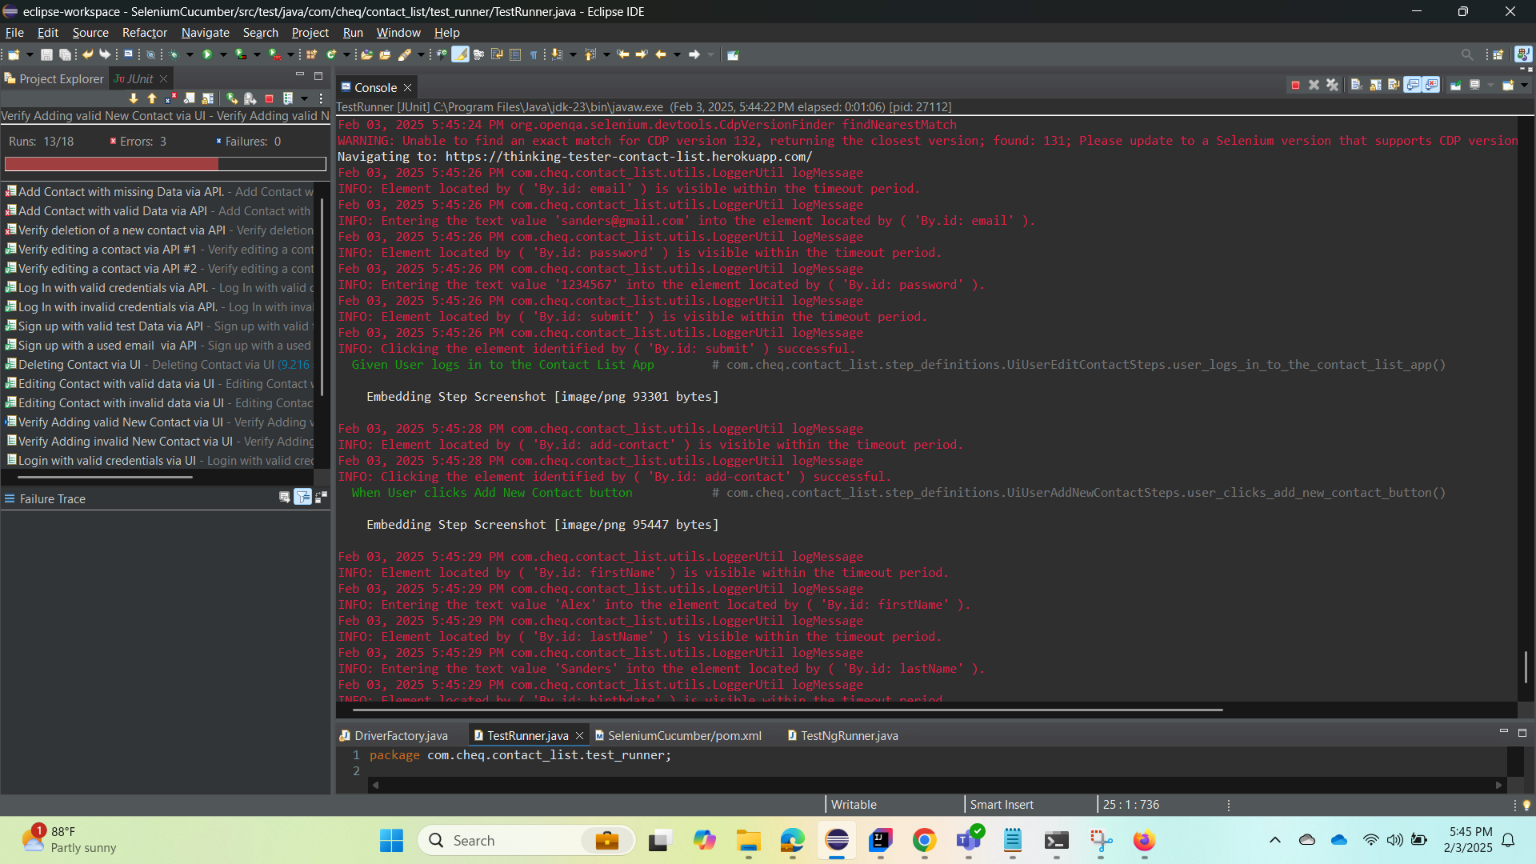 eclipse-workspace - SeleniumCucumber/src/test/java/com/cheq/contact_list/test_runner/TestRunner.java - Eclipse IDE
File Edit Source Refactor Navigate Search Project Run Window Help
Project Explorer JUnit
Console
TestRunner [JUnit] C:\Program Files\Java\jdk-23\bin\javaw.exe (Feb 3, 2025, 5:44:22 PM elapsed: 0:01:06) [pid: 27112]
Verify Adding valid New Contact via UI - Verify Adding valid N
Runs: 13/18 Errors: 3 Failures: 0
Add Contact with missing Data via API. - Add Contact w
Add Contact with valid Data via API - Add Contact with
Verify deletion of a new contact via API - Verify deletion
Verify editing a contact via API #1 - Verify editing a cont
Verify editing a contact via API #2 - Verify editing a cont
Log In with valid credentials via API. - Log In with valid c
Log In with invalid credentials via API. - Log In with inva
Sign up with valid test Data via API - Sign up with valid
Sign up with a used email via API - Sign up with a used
Deleting Contact via UI - Deleting Contact via UI (9.216
Editing Contact with valid data via UI - Editing Contact
Editing Contact with invalid data via UI - Editing Contac
Verify Adding valid New Contact via UI - Verify Adding
Verify Adding invalid New Contact via UI - Verify Adding
Login with valid credentials via UI - Login with valid crec
Failure Trace
Feb 03, 2025 5:45:24 PM org.openqa.selenium.devtools.CdpVersionFinder findNearestMatch
WARNING: Unable to find an exact match for CDP version 132, returning the closest version; found: 131; Please update to a Selenium version that supports CDP version
Navigating to: https://thinking-tester-contact-list.herokuapp.com/
Feb 03, 2025 5:45:26 PM com.cheq.contact_list.utils.LoggerUtil logMessage
INFO: Element located by ( 'By.id: email' ) is visible within the timeout period.
Feb 03, 2025 5:45:26 PM com.cheq.contact_list.utils.LoggerUtil logMessage
INFO: Entering the text value 'sanders@gmail.com' into the element located by ( 'By.id: email' ).
Feb 03, 2025 5:45:26 PM com.cheq.contact_list.utils.LoggerUtil logMessage
INFO: Element located by ( 'By.id: password' ) is visible within the timeout period.
Feb 03, 2025 5:45:26 PM com.cheq.contact_list.utils.LoggerUtil logMessage
INFO: Entering the text value '1234567' into the element located by ( 'By.id: password' ).
Feb 03, 2025 5:45:26 PM com.cheq.contact_list.utils.LoggerUtil logMessage
INFO: Element located by ( 'By.id: submit' ) is visible within the timeout period.
Feb 03, 2025 5:45:26 PM com.cheq.contact_list.utils.LoggerUtil logMessage
INFO: Clicking the element identified by ( 'By.id: submit' ) successful.
Given User logs in to the Contact List App # com.cheq.contact_list.step_definitions.UiUserEditContactSteps.user_logs_in_to_the_contact_list_app()
Embedding Step Screenshot [image/png 93301 bytes]
Feb 03, 2025 5:45:28 PM com.cheq.contact_list.utils.LoggerUtil logMessage
INFO: Element located by ( 'By.id: add-contact' ) is visible within the timeout period.
Feb 03, 2025 5:45:28 PM com.cheq.contact_list.utils.LoggerUtil logMessage
INFO: Clicking the element identified by ( 'By.id: add-contact' ) successful.
When User clicks Add New Contact button # com.cheq.contact_list.step_definitions.UiUserAddNewContactSteps.user_clicks_add_new_contact_button()
Embedding Step Screenshot [image/png 95447 bytes]
Feb 03, 2025 5:45:29 PM com.cheq.contact_list.utils.LoggerUtil logMessage
INFO: Element located by ( 'By.id: firstName' ) is visible within the timeout period.
Feb 03, 2025 5:45:29 PM com.cheq.contact_list.utils.LoggerUtil logMessage
INFO: Entering the text value 'Alex' into the element located by ( 'By.id: firstName' ).
Feb 03, 2025 5:45:29 PM com.cheq.contact_list.utils.LoggerUtil logMessage
INFO: Element located by ( 'By.id: lastName' ) is visible within the timeout period.
Feb 03, 2025 5:45:29 PM com.cheq.contact_list.utils.LoggerUtil logMessage
INFO: Entering the text value 'Sanders' into the element located by ( 'By.id: lastName' ).
Feb 03, 2025 5:45:29 PM com.cheq.contact_list.utils.LoggerUtil logMessage
INFO: Element located by ( 'By.id: birthdate' ) is visible within the timeout period.
DriverFactory.java TestRunner.java SeleniumCucumber/pom.xml TestNgRunner.java
1 package com.cheq.contact_list.test_runner;
2
Writable Smart Insert 25 : 1 : 736
1
88°F
Partly sunny
Search
5:45 PM
2/3/2025